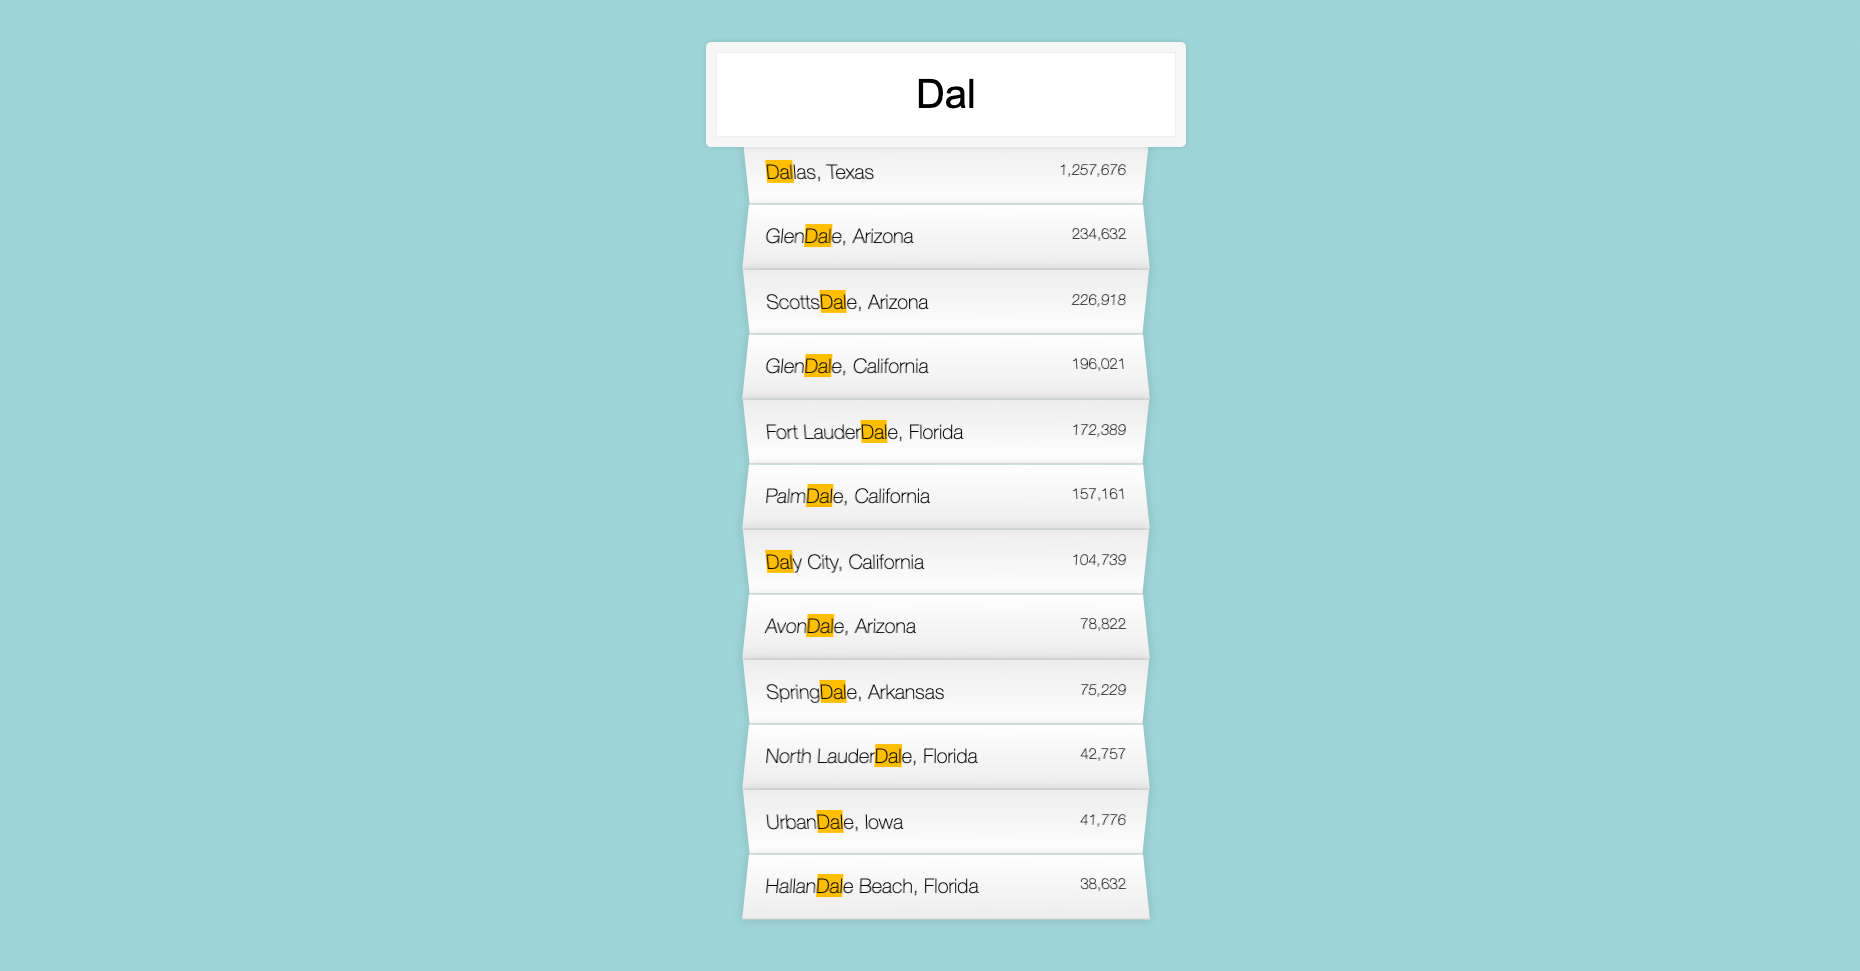 Dal
Dallas, Texas 1,257,676
GlenDale, Arizona 234,632
ScottsDale, Arizona 226,918
GlenDale, California 196,021
Fort LauderDale, Florida 172,389
PalmDale, California 157,161
Daly City, California 104,739
AvonDale, Arizona 78,822
SpringDale, Arkansas 75,229
North LauderDale, Florida 42,757
UrbanDale, Iowa 41,776
HallanDale Beach, Florida 38,632